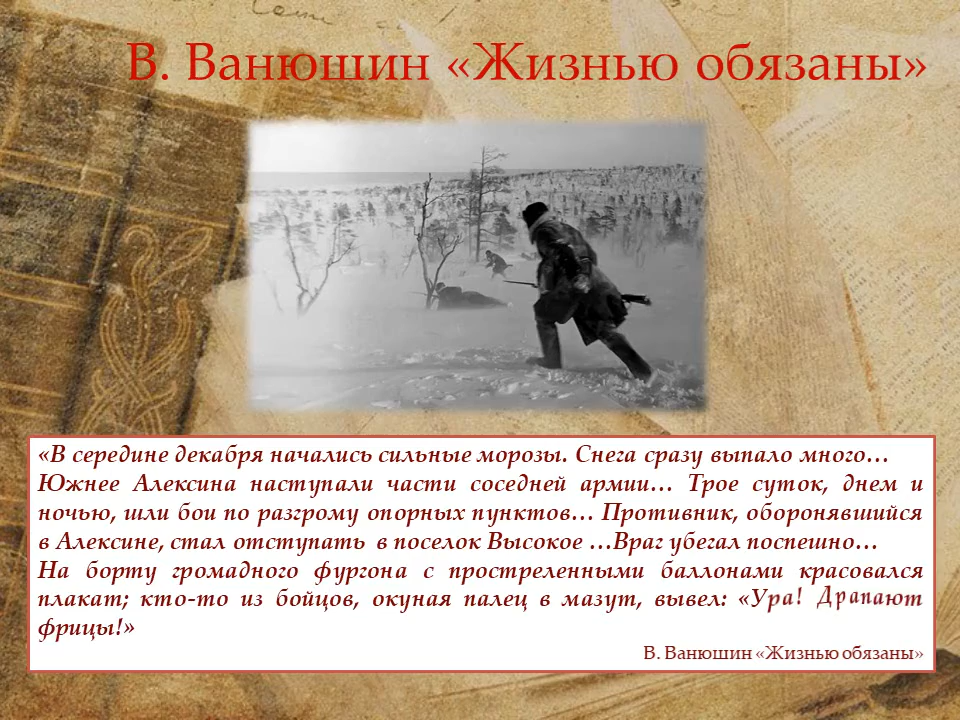 В. Ванюшин «Жизнью обязаны»
«В середине декабря начались сильные морозы. Снега сразу выпало много…
Южнее Алексина наступали части соседней армии… Трое суток, днем и
ночью, шли бои по разгрому опорных пунктов… Противник, оборонявшийся
в Алексине, стал отступать в поселок Высокое …Враг убегал поспешно…
На борту громадного фургона с простреленными баллонами красовался
плакат; кто-то из бойцов, окуная палец в мазут, вывел: «Ура! Драпают
фрицы!»
В. Ванюшин «Жизнью обязаны»